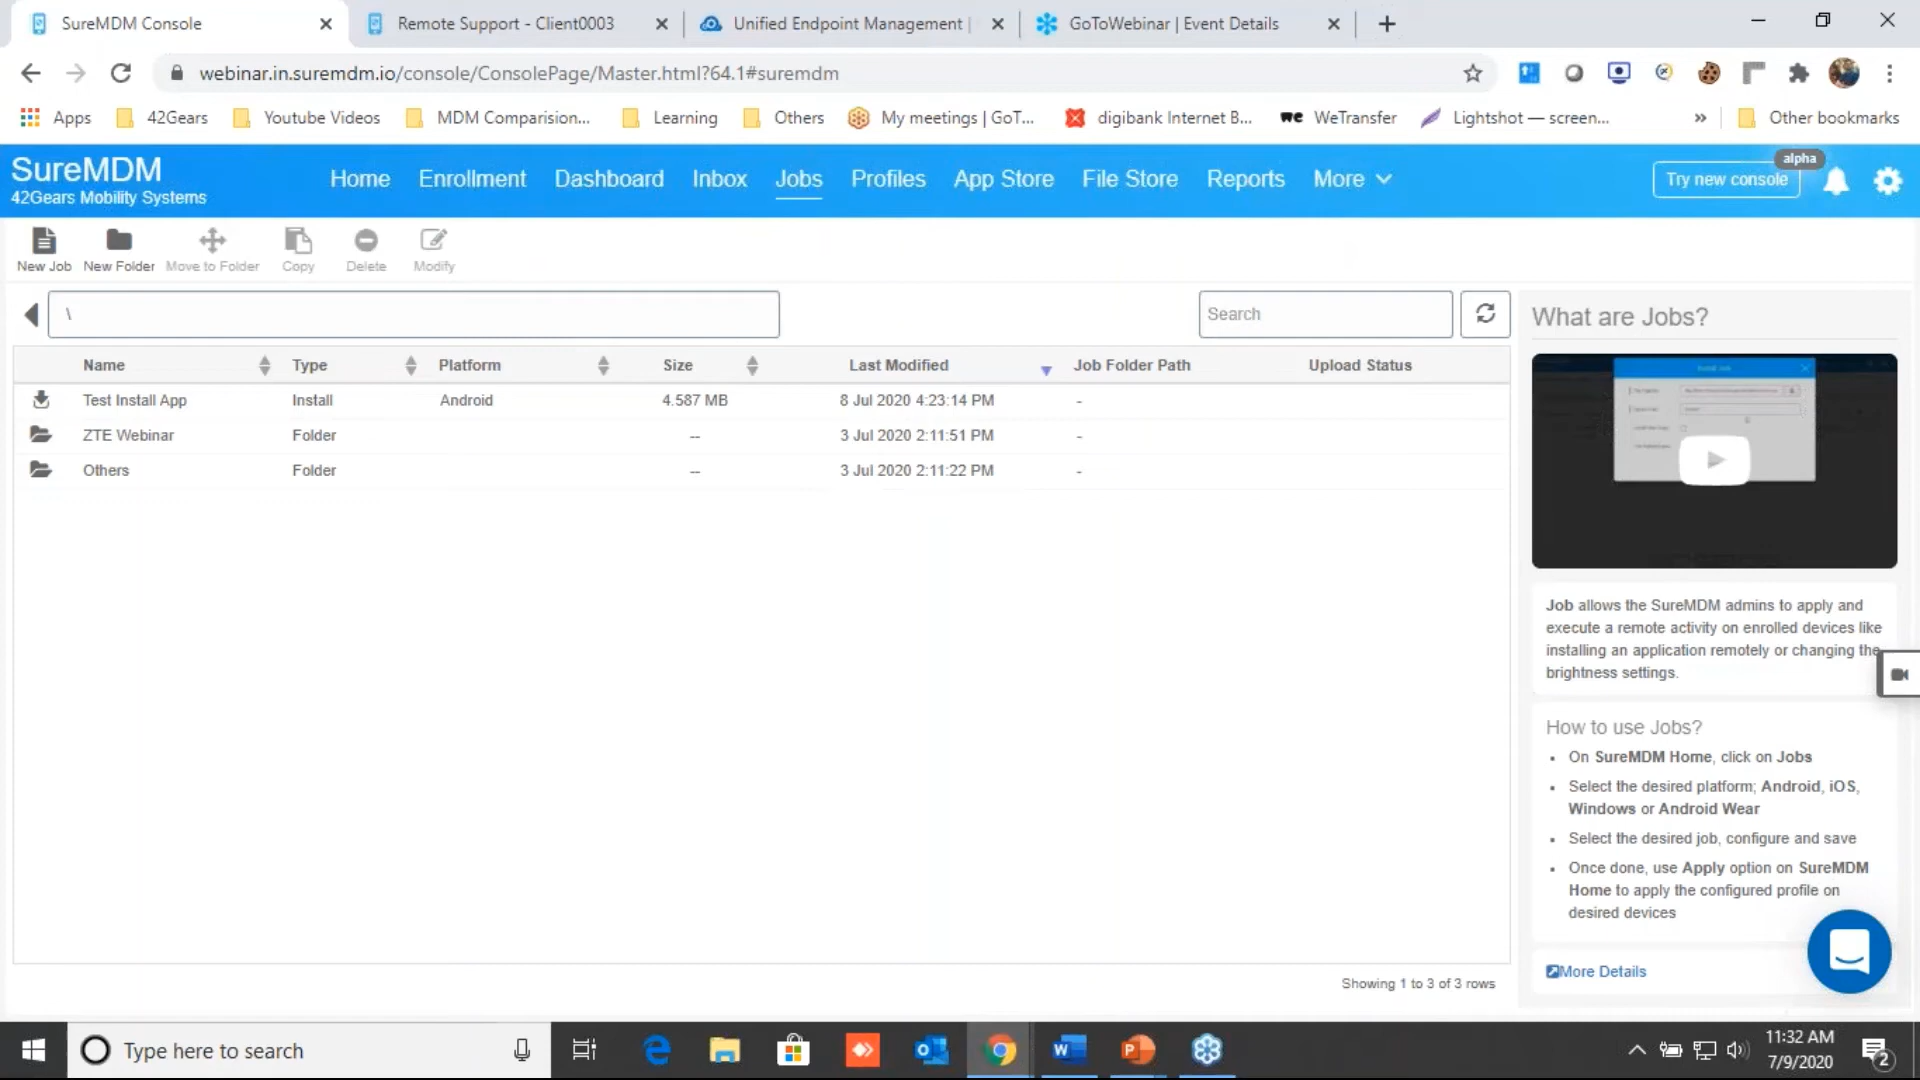 SureMDM Console
Remote Support - Client0003
Unified Endpoint Management |
GoToWebinar | Event Details
webinar.in.suremdm.io/console/ConsolePage/Master.html?64.1#suremdm
Apps
42Gears
Youtube Videos
MDM Comparision...
Learning
Others
My meetings | GoT...
digibank Internet B...
we WeTransfer
Lightshot — screen...
»
Other bookmarks
SureMDM
42Gears Mobility Systems
Home Enrollment Dashboard Inbox Jobs Profiles App Store File Store Reports More
alpha
Try new console
New Job New Folder Move to Folder Copy Delete Modify
\
Search
Name Type Platform Size Last Modified Job Folder Path Upload Status
Test Install App Install Android 4.587 MB 8 Jul 2020 4:23:14 PM -
ZTE Webinar Folder -- 3 Jul 2020 2:11:51 PM -
Others Folder -- 3 Jul 2020 2:11:22 PM -
Showing 1 to 3 of 3 rows
What are Jobs?
Job allows the SureMDM admins to apply and
execute a remote activity on enrolled devices like
installing an application remotely or changing the
brightness settings.
How to use Jobs?
• On SureMDM Home, click on Jobs
• Select the desired platform; Android, iOS,
Windows or Android Wear
• Select the desired job, configure and save
• Once done, use Apply option on SureMDM
Home to apply the configured profile on
desired devices
More Details
Type here to search
11:32 AM
7/9/2020
2